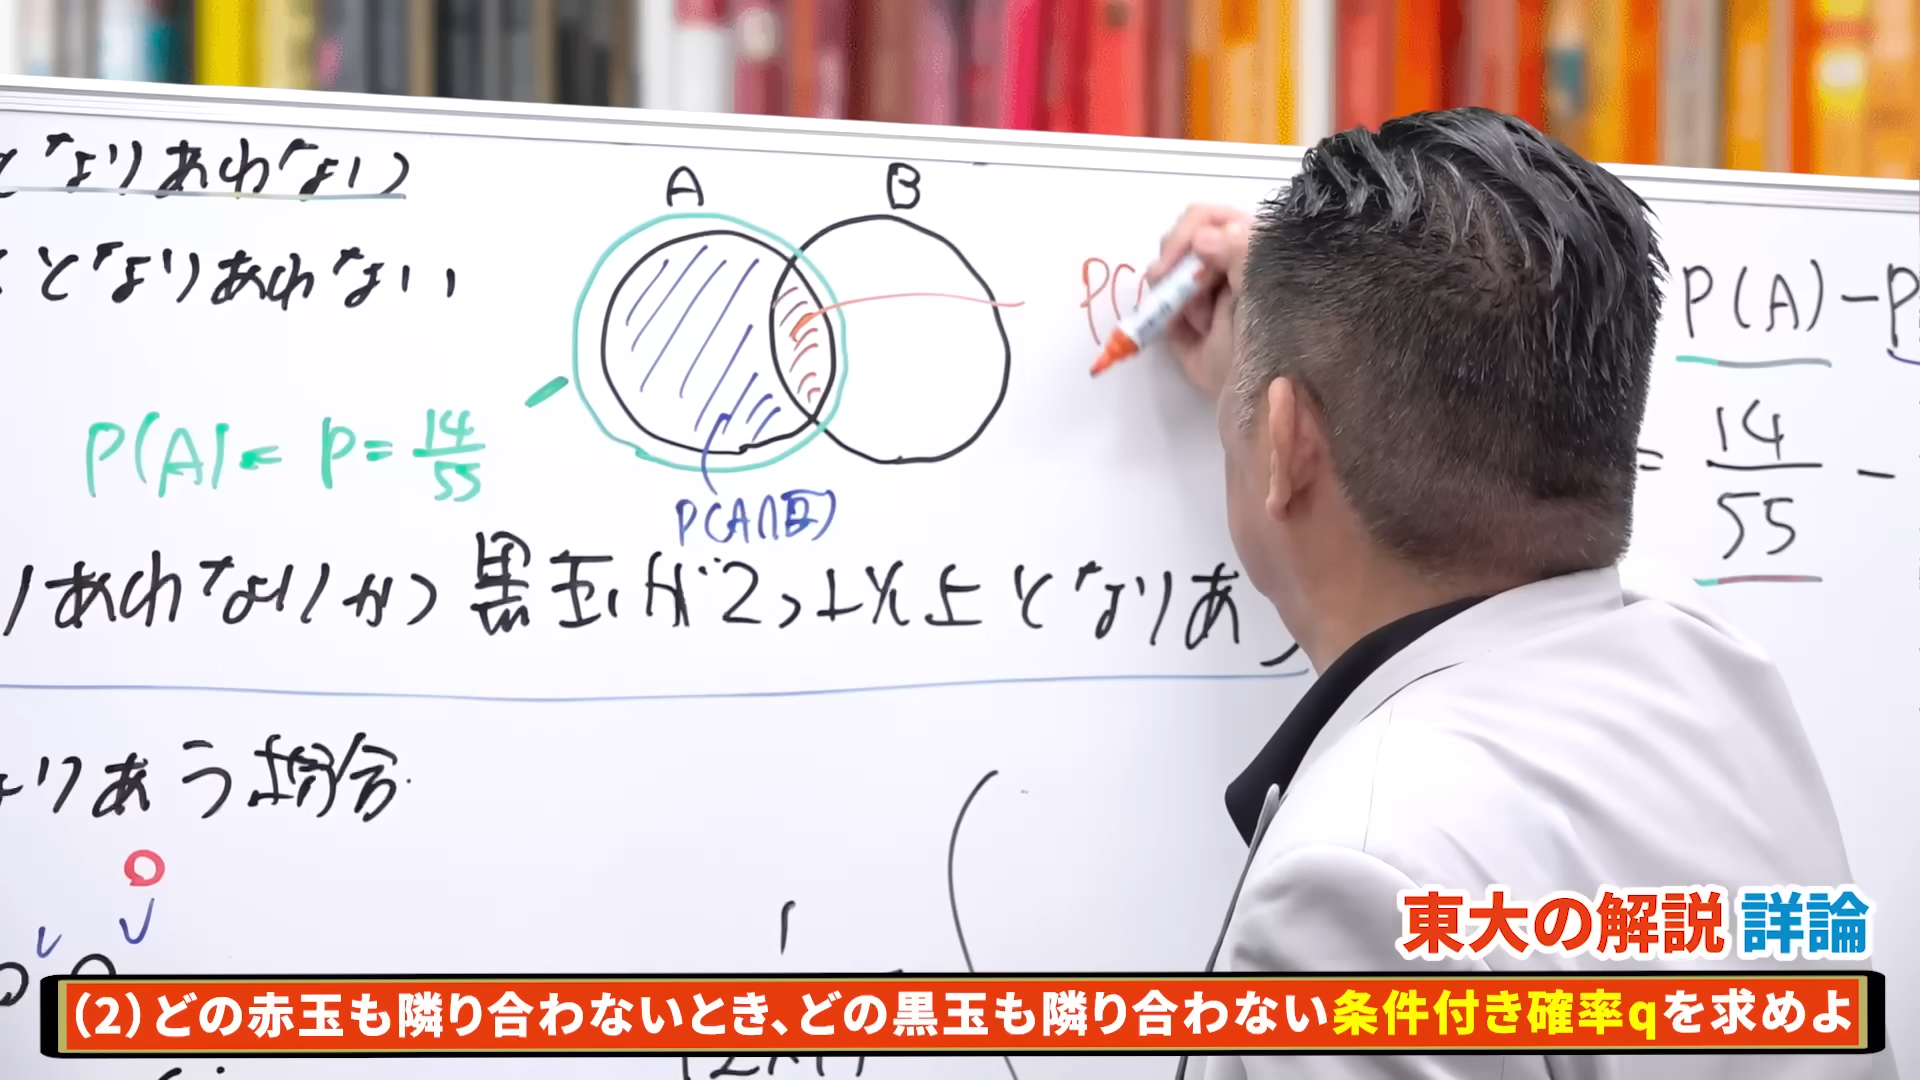 となりあわない
となりあわない
A
B
P(A
P(A)-P
P(A)= P= 14/55
= 14/55 -
P(A∩B̅)
りあわない かつ 黒玉が2つ以上となりあう
なりあう場合
東大の解説 詳論
(2)どの赤玉も隣り合わないとき、どの黒玉も隣り合わない条件付き確率qを求めよ